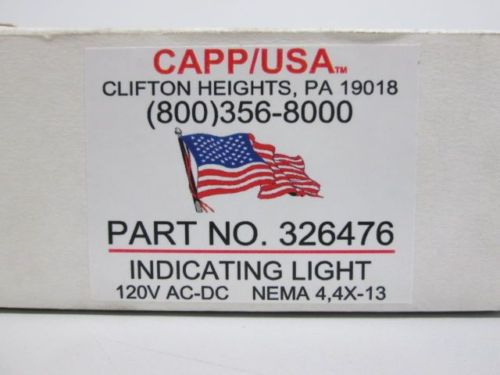 CAPP/USA™
CLIFTON HEIGHTS, PA 19018
(800)356-8000
PART NO. 326476
INDICATING LIGHT
120V AC-DC NEMA 4,4X-13